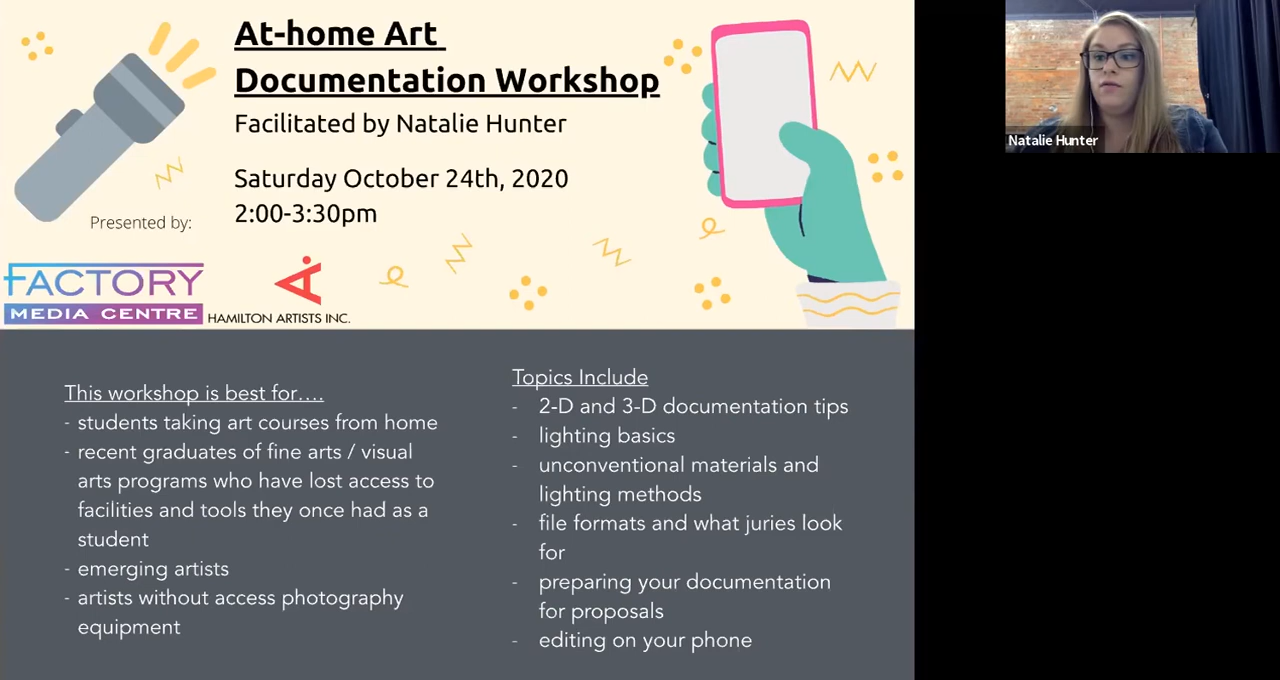 At-home Art
Documentation Workshop
Facilitated by Natalie Hunter
Saturday October 24th, 2020
2:00-3:30pm
Presented by:
FACTORY
MEDIA CENTRE
HAMILTON ARTISTS INC.
This workshop is best for....
- students taking art courses from home
- recent graduates of fine arts / visual
arts programs who have lost access to
facilities and tools they once had as a
student
- emerging artists
- artists without access photography
equipment
Topics Include
- 2-D and 3-D documentation tips
- lighting basics
- unconventional materials and
lighting methods
- file formats and what juries look
for
- preparing your documentation
for proposals
- editing on your phone
Natalie Hunter